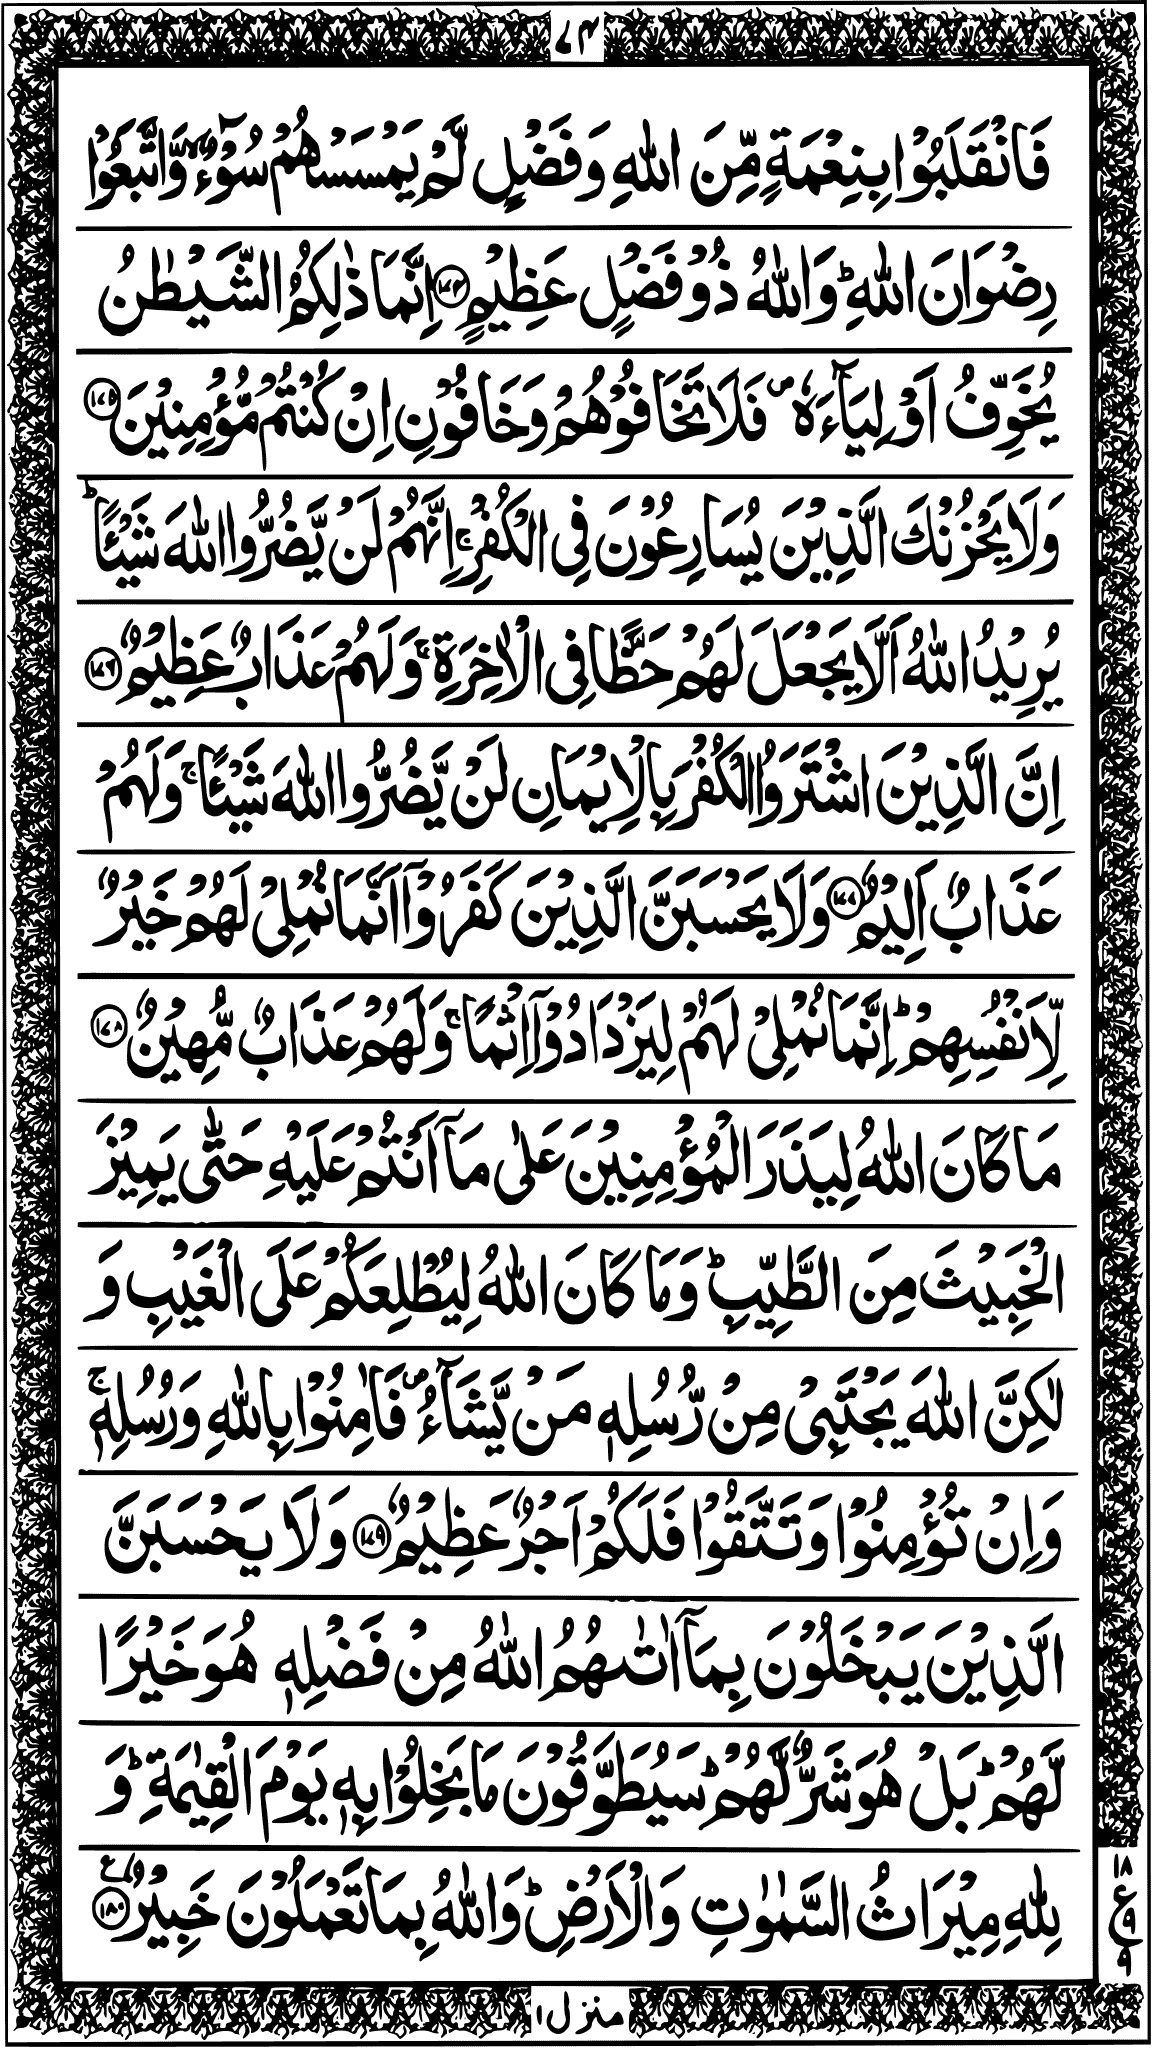 ۷۴
فَانْقَلَبُوْا بِنِعْمَةٍ مِّنَ اللّٰهِ وَفَضْلٍ لَّمْ يَمْسَسْهُمْ سُوْٓءٌ ۙ وَّاتَّبَعُوْا
رِضْوَانَ اللّٰهِ ؕ وَاللّٰهُ ذُوْ فَضْلٍ عَظِيْمٍ ﴿۱۷۴﴾ اِنَّمَا ذٰلِكُمُ الشَّيْطٰنُ
يُخَوِّفُ اَوْلِيَآءَهٗ ۪ فَلَا تَخَافُوْهُمْ وَخَافُوْنِ اِنْ كُنْتُمْ مُّؤْمِنِيْنَ ﴿۱۷۵﴾
وَلَا يَحْزُنْكَ الَّذِيْنَ يُسَارِعُوْنَ فِى الْكُفْرِ ۚ اِنَّهُمْ لَنْ يَّضُرُّوا اللّٰهَ شَيْـًٔا ؕ
يُرِيْدُ اللّٰهُ اَلَّا يَجْعَلَ لَهُمْ حَظًّا فِى الْاٰخِرَةِ ۚ وَلَهُمْ عَذَابٌ عَظِيْمٌ ﴿۱۷۶﴾
اِنَّ الَّذِيْنَ اشْتَرَوُا الْكُفْرَ بِالْاِيْمَانِ لَنْ يَّضُرُّوا اللّٰهَ شَيْـًٔا ۚ وَلَهُمْ
عَذَابٌ اَلِيْمٌ ﴿۱۷۷﴾ وَلَا يَحْسَبَنَّ الَّذِيْنَ كَفَرُوْۤا اَنَّمَا نُمْلِىْ لَهُمْ خَيْرٌ
لِّاَنْفُسِهِمْ ؕ اِنَّمَا نُمْلِىْ لَهُمْ لِيَزْدَادُوْۤا اِثْمًا ۚ وَلَهُمْ عَذَابٌ مُّهِيْنٌ ﴿۱۷۸﴾
مَا كَانَ اللّٰهُ لِيَذَرَ الْمُؤْمِنِيْنَ عَلٰى مَاۤ اَنْتُمْ عَلَيْهِ حَتّٰى يَمِيْزَ
الْخَبِيْثَ مِنَ الطَّيِّبِ ؕ وَمَا كَانَ اللّٰهُ لِيُطْلِعَكُمْ عَلَى الْغَيْبِ وَ
لٰكِنَّ اللّٰهَ يَجْتَبِىْ مِنْ رُّسُلِهٖ مَنْ يَّشَآءُ ۪ فَاٰمِنُوْا بِاللّٰهِ وَرُسُلِهٖ ۚ
وَاِنْ تُؤْمِنُوْا وَتَتَّقُوْا فَلَكُمْ اَجْرٌ عَظِيْمٌ ﴿۱۷۹﴾ وَلَا يَحْسَبَنَّ
الَّذِيْنَ يَبْخَلُوْنَ بِمَاۤ اٰتٰىهُمُ اللّٰهُ مِنْ فَضْلِهٖ هُوَ خَيْرًا
لَّهُمْ ؕ بَلْ هُوَ شَرٌّ لَّهُمْ ؕ سَيُطَوَّقُوْنَ مَا بَخِلُوْا بِهٖ يَوْمَ الْقِيٰمَةِ ؕ وَ
لِلّٰهِ مِيْرَاثُ السَّمٰوٰتِ وَالْاَرْضِ ؕ وَاللّٰهُ بِمَا تَعْمَلُوْنَ خَبِيْرٌ ﴿۱۸۰﴾ ع
۱۸
ع
۹
۹
منزل ۱